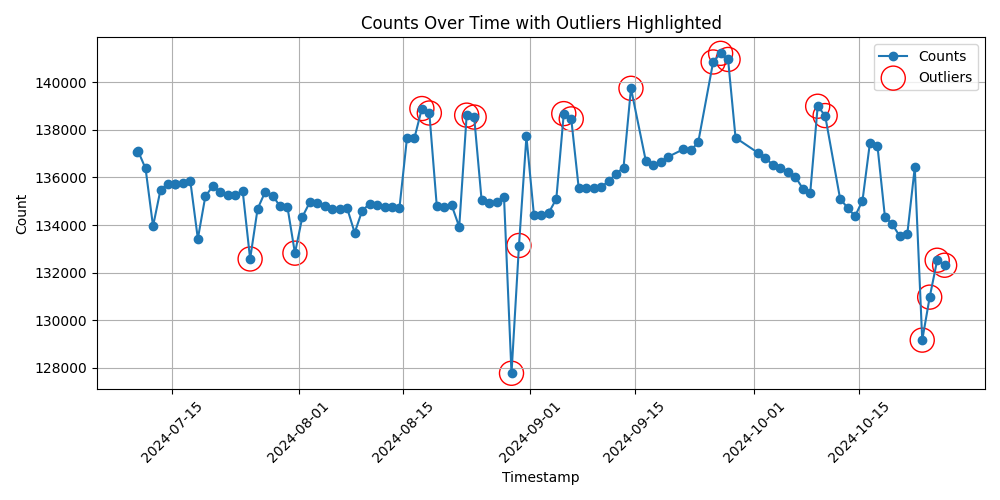 Counts Over Time with Outliers Highlighted
Counts
Outliers
140000
138000
136000
134000
132000
130000
128000
Count
2024-07-15
2024-08-01
2024-08-15
2024-09-01
2024-09-15
2024-10-01
2024-10-15
Timestamp